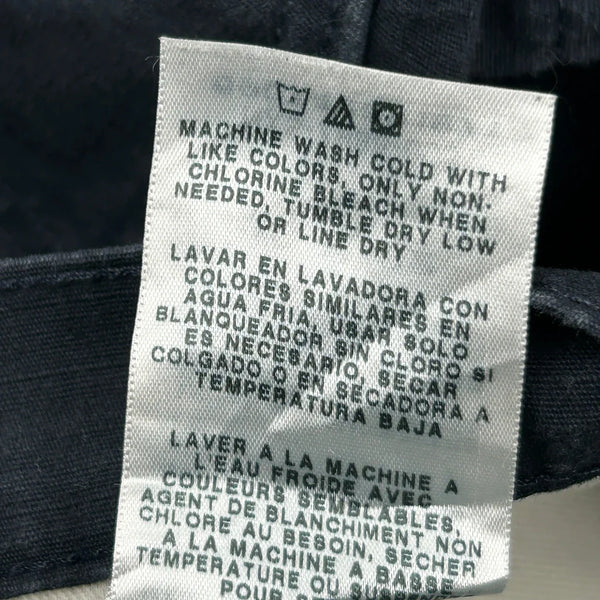 MACHINE WASH COLD WITH
LIKE COLORS, ONLY NON-
CHLORINE BLEACH WHEN
NEEDED, TUMBLE DRY LOW
OR LINE DRY
LAVAR EN LAVADORA CON
COLORES SIMILARES EN
AGUA FRIA, USAR SOLO
BLANQUEADOR SIN CLORO SI
ES NECESARIO, SECAR
COLGADO O EN SECADORA A
TEMPERATURA BAJA
LAVER A LA MACHINE A
L'EAU FROIDE AVEC
COULEURS SEMBLABLES,
AGENT DE BLANCHIMENT NON
CHLORE AU BESOIN, SECHER
A LA MACHINE A BASSE
TEMPERATURE OU
POUR